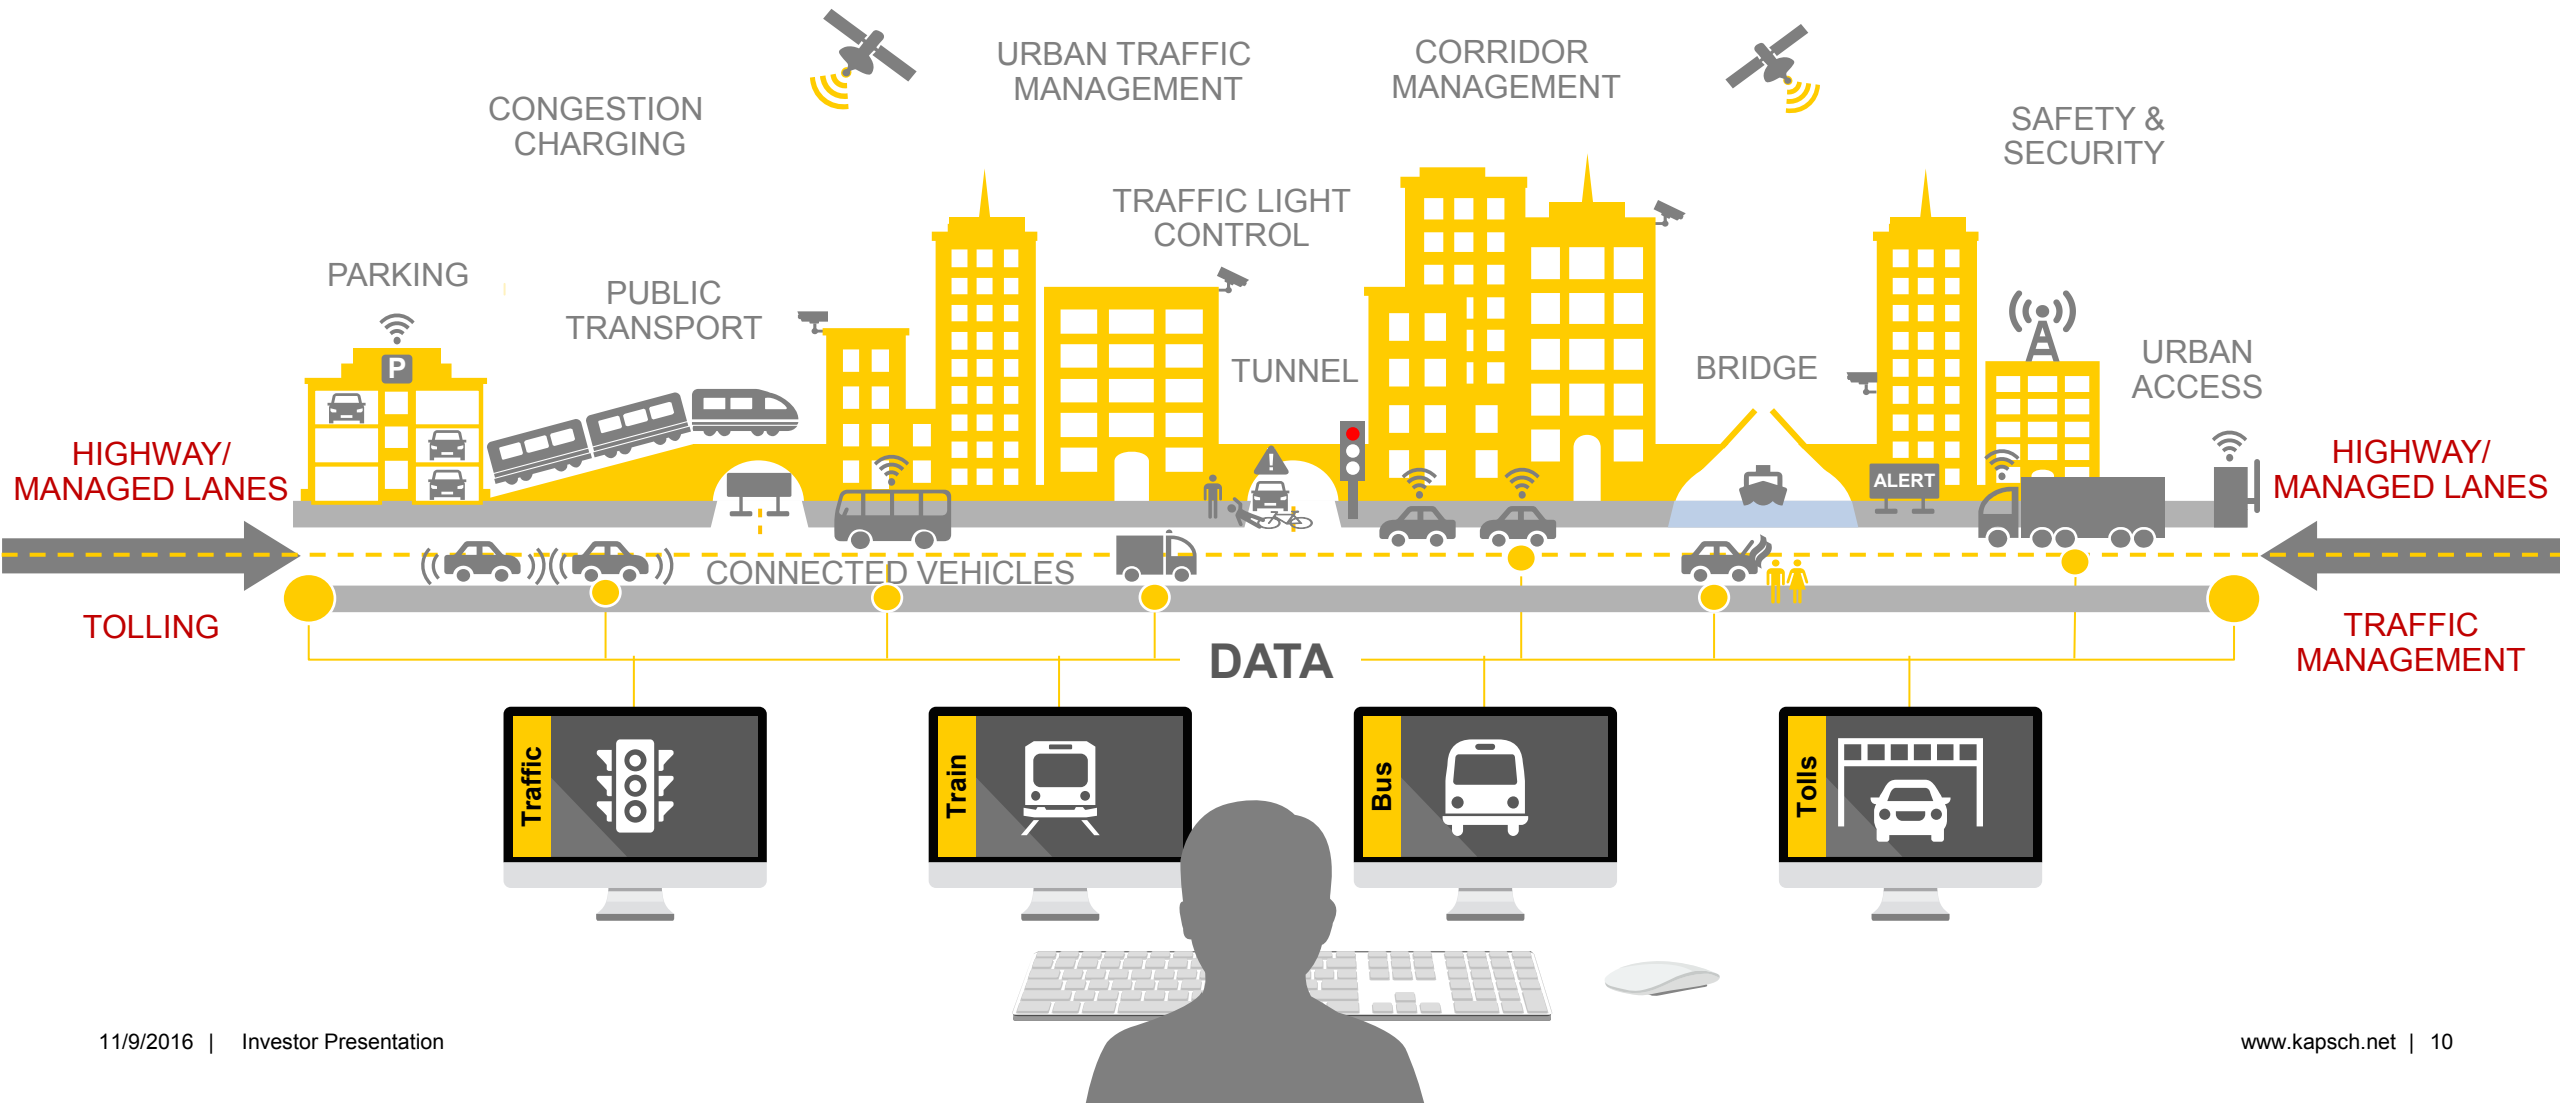 URBAN TRAFFIC
MANAGEMENT
CORRIDOR
MANAGEMENT
CONGESTION
CHARGING
SAFETY &
SECURITY
TRAFFIC LIGHT
CONTROL
PARKING
PUBLIC
TRANSPORT
TUNNEL
BRIDGE
URBAN
ACCESS
P
HIGHWAY/
MANAGED LANES
ALERT
HIGHWAY/
MANAGED LANES
CONNECTED VEHICLES
TOLLING
TRAFFIC
MANAGEMENT
DATA
Traffic
Train
Bus
Tolls
11/9/2016 | Investor Presentation
www.kapsch.net | 10